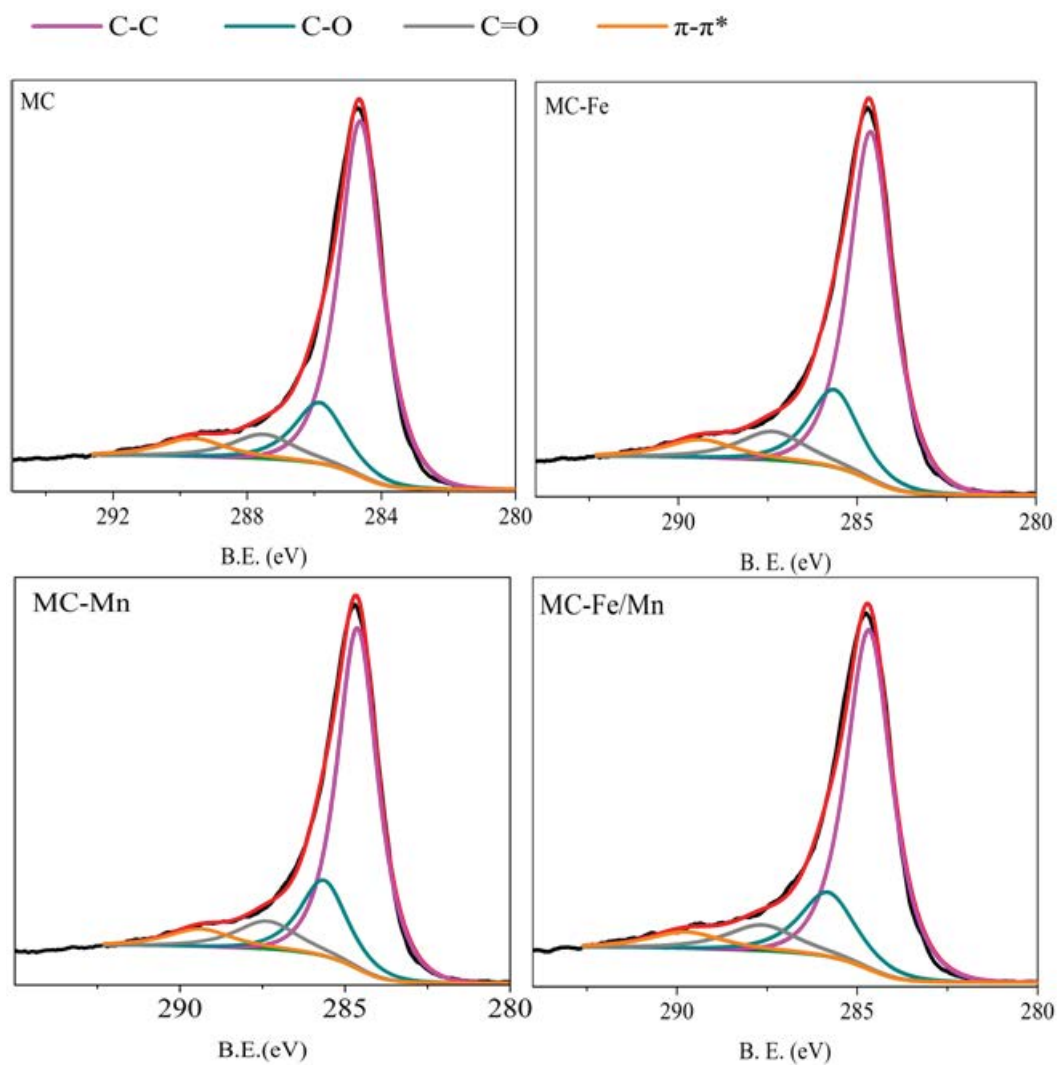 C-C C-O C=O π-π*
MC
MC-Fe
292 288 284 280
290 285 280
B.E. (eV)
B. E. (eV)
MC-Mn
MC-Fe/Mn
290 285 280
290 285 280
B.E.(eV)
B. E. (eV)